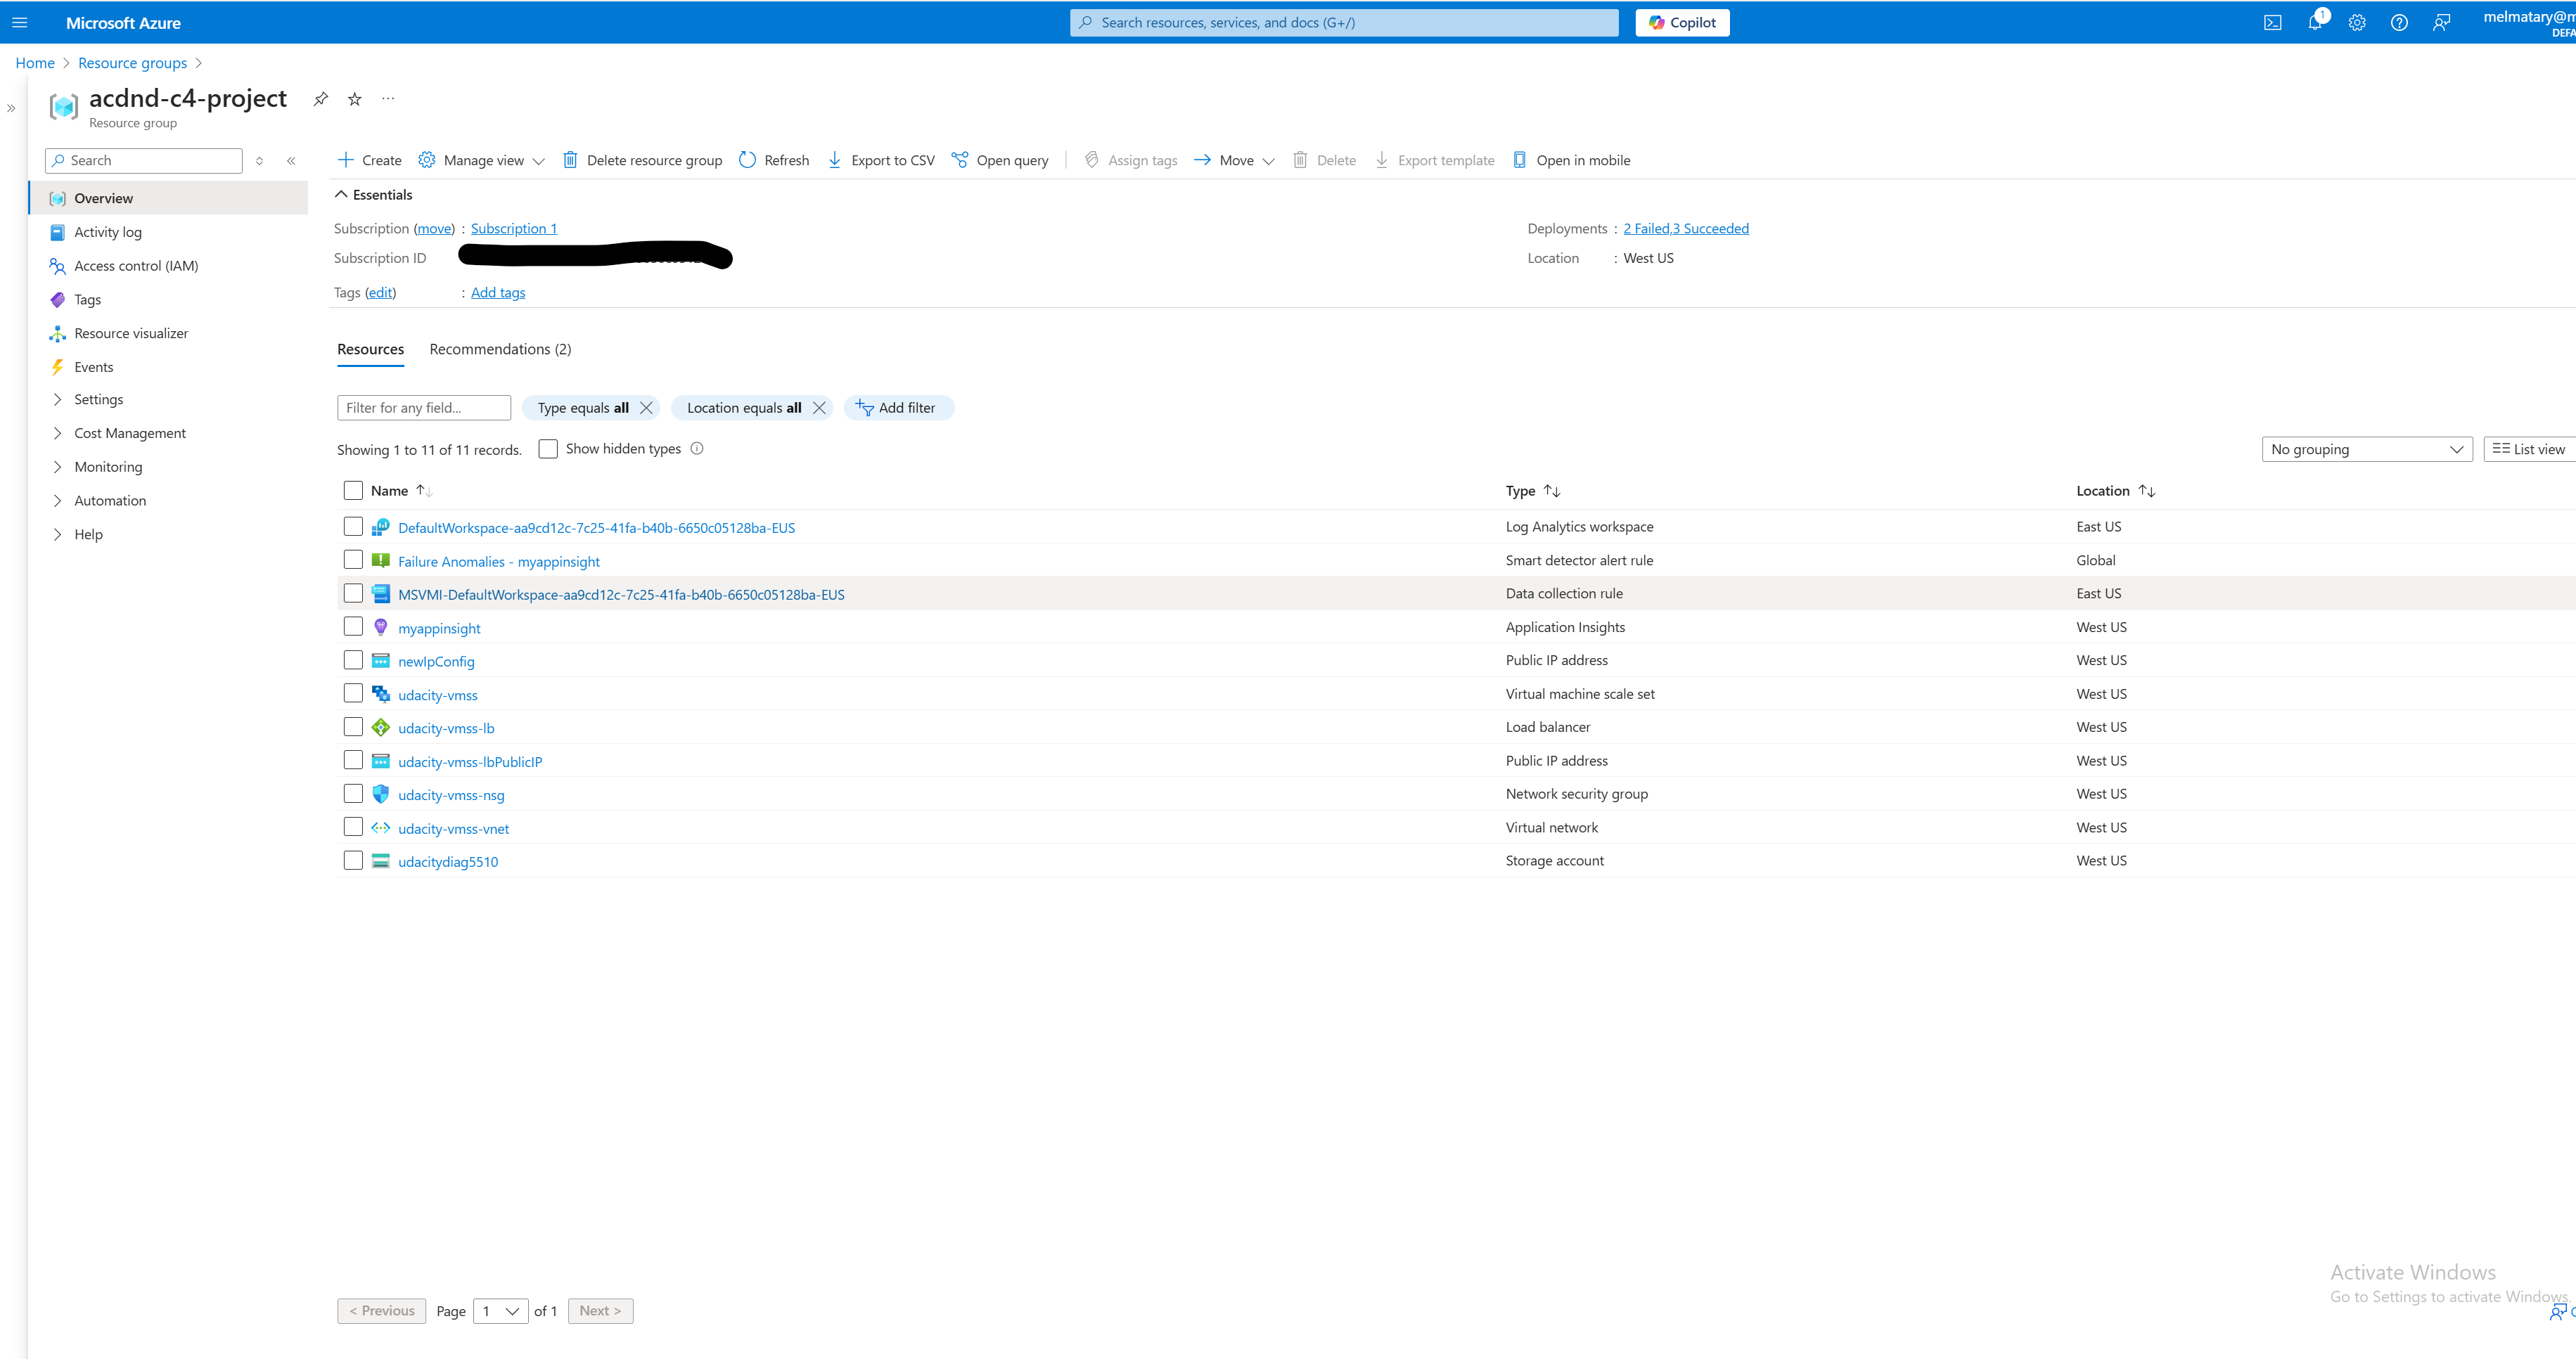 Microsoft Azure
Search resources, services, and docs (G+/)
Copilot
1
melmatary@m
DEFA
Home > Resource groups >
acdnd-c4-project
Resource group
Search
Create Manage view Delete resource group Refresh Export to CSV Open query Assign tags Move Delete Export template Open in mobile
Overview
Activity log
Access control (IAM)
Tags
Resource visualizer
Events
Settings
Cost Management
Monitoring
Automation
Help
Essentials
Subscription (move) : Subscription 1
Deployments : 2 Failed,3 Succeeded
Subscription ID
Location : West US
Tags (edit) : Add tags
Resources Recommendations (2)
Filter for any field... Type equals all Location equals all Add filter
Showing 1 to 11 of 11 records. Show hidden types
No grouping List view
Name Type Location
DefaultWorkspace-aa9cd12c-7c25-41fa-b40b-6650c05128ba-EUS Log Analytics workspace East US
Failure Anomalies - myappinsight Smart detector alert rule Global
MSVMI-DefaultWorkspace-aa9cd12c-7c25-41fa-b40b-6650c05128ba-EUS Data collection rule East US
myappinsight Application Insights West US
newIpConfig Public IP address West US
udacity-vmss Virtual machine scale set West US
udacity-vmss-lb Load balancer West US
udacity-vmss-lbPublicIP Public IP address West US
udacity-vmss-nsg Network security group West US
udacity-vmss-vnet Virtual network West US
udacitydiag5510 Storage account West US
< Previous Page 1 of 1 Next >
Activate Windows
Go to Settings to activate Windows.